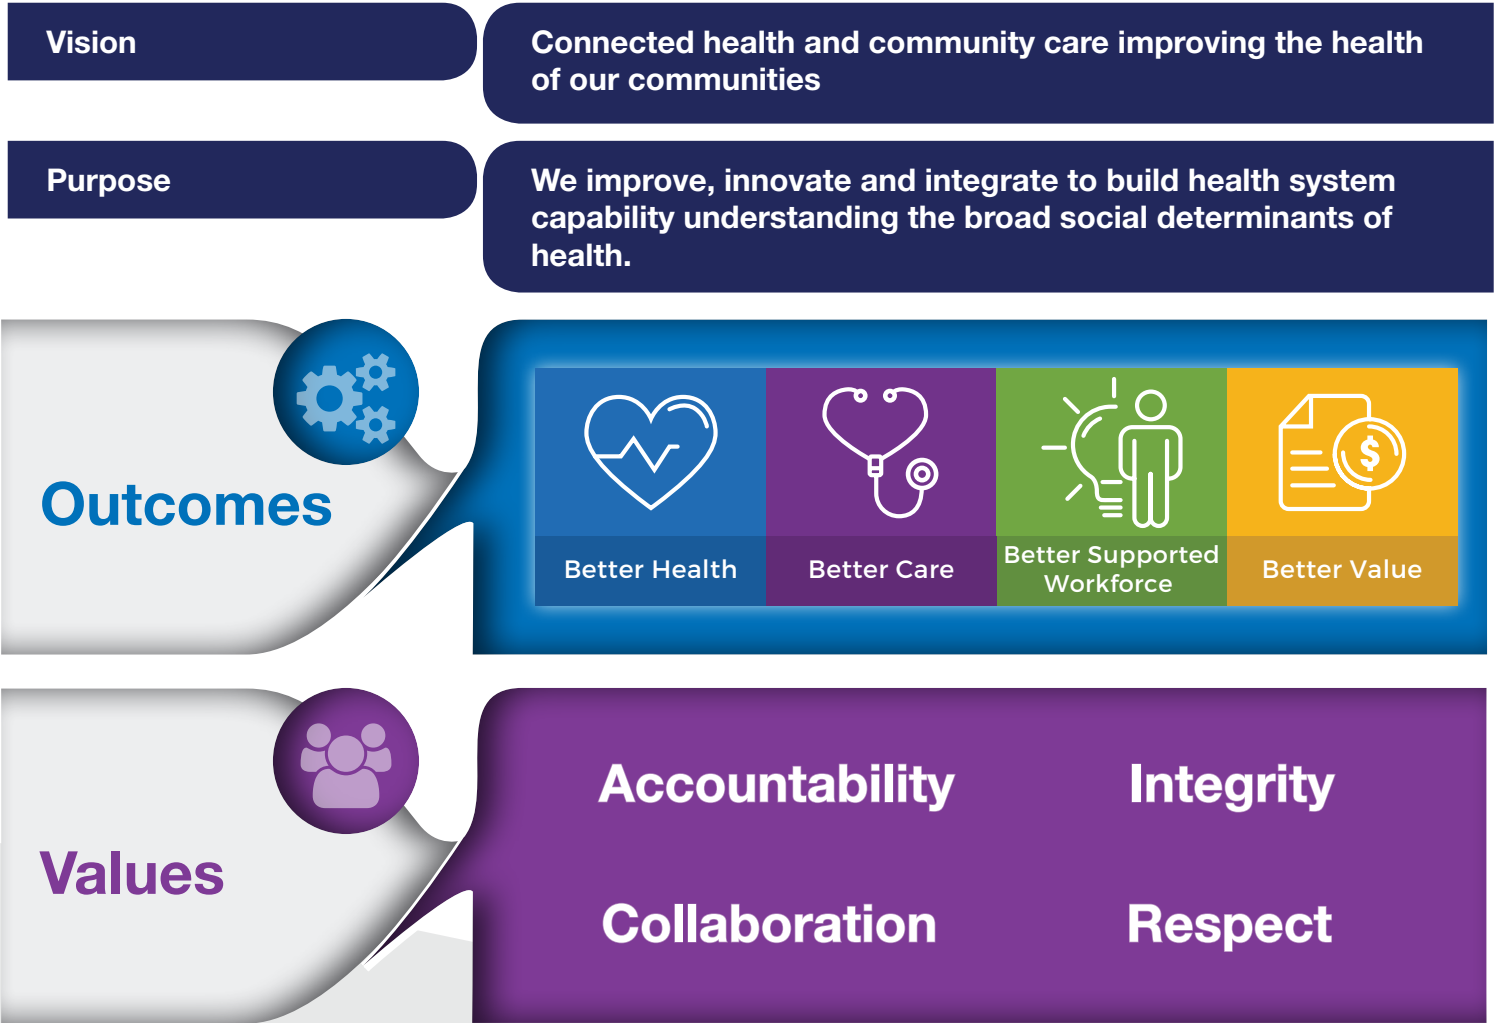 Vision
Connected health and community care improving the health
of our communities
Purpose
We improve, innovate and integrate to build health system
capability understanding the broad social determinants of
health.
Outcomes
$
Better Health
Better Care
Better Supported
Workforce
Better Value
Values
Accountability
Integrity
Collaboration
Respect